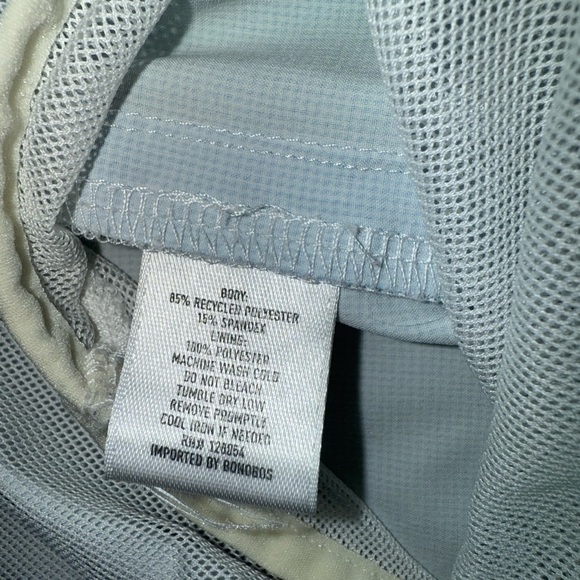 BODY:
85% RECYCLED POLYESTER
15% SPANDEX
LINING:
100% POLYESTER
MACHINE WASH COLD
DO NOT BLEACH
TUMBLE DRY LOW
REMOVE PROMPTLY
COOL IRON IF NEEDED
RN# 128054
IMPORTED BY BONOBOS